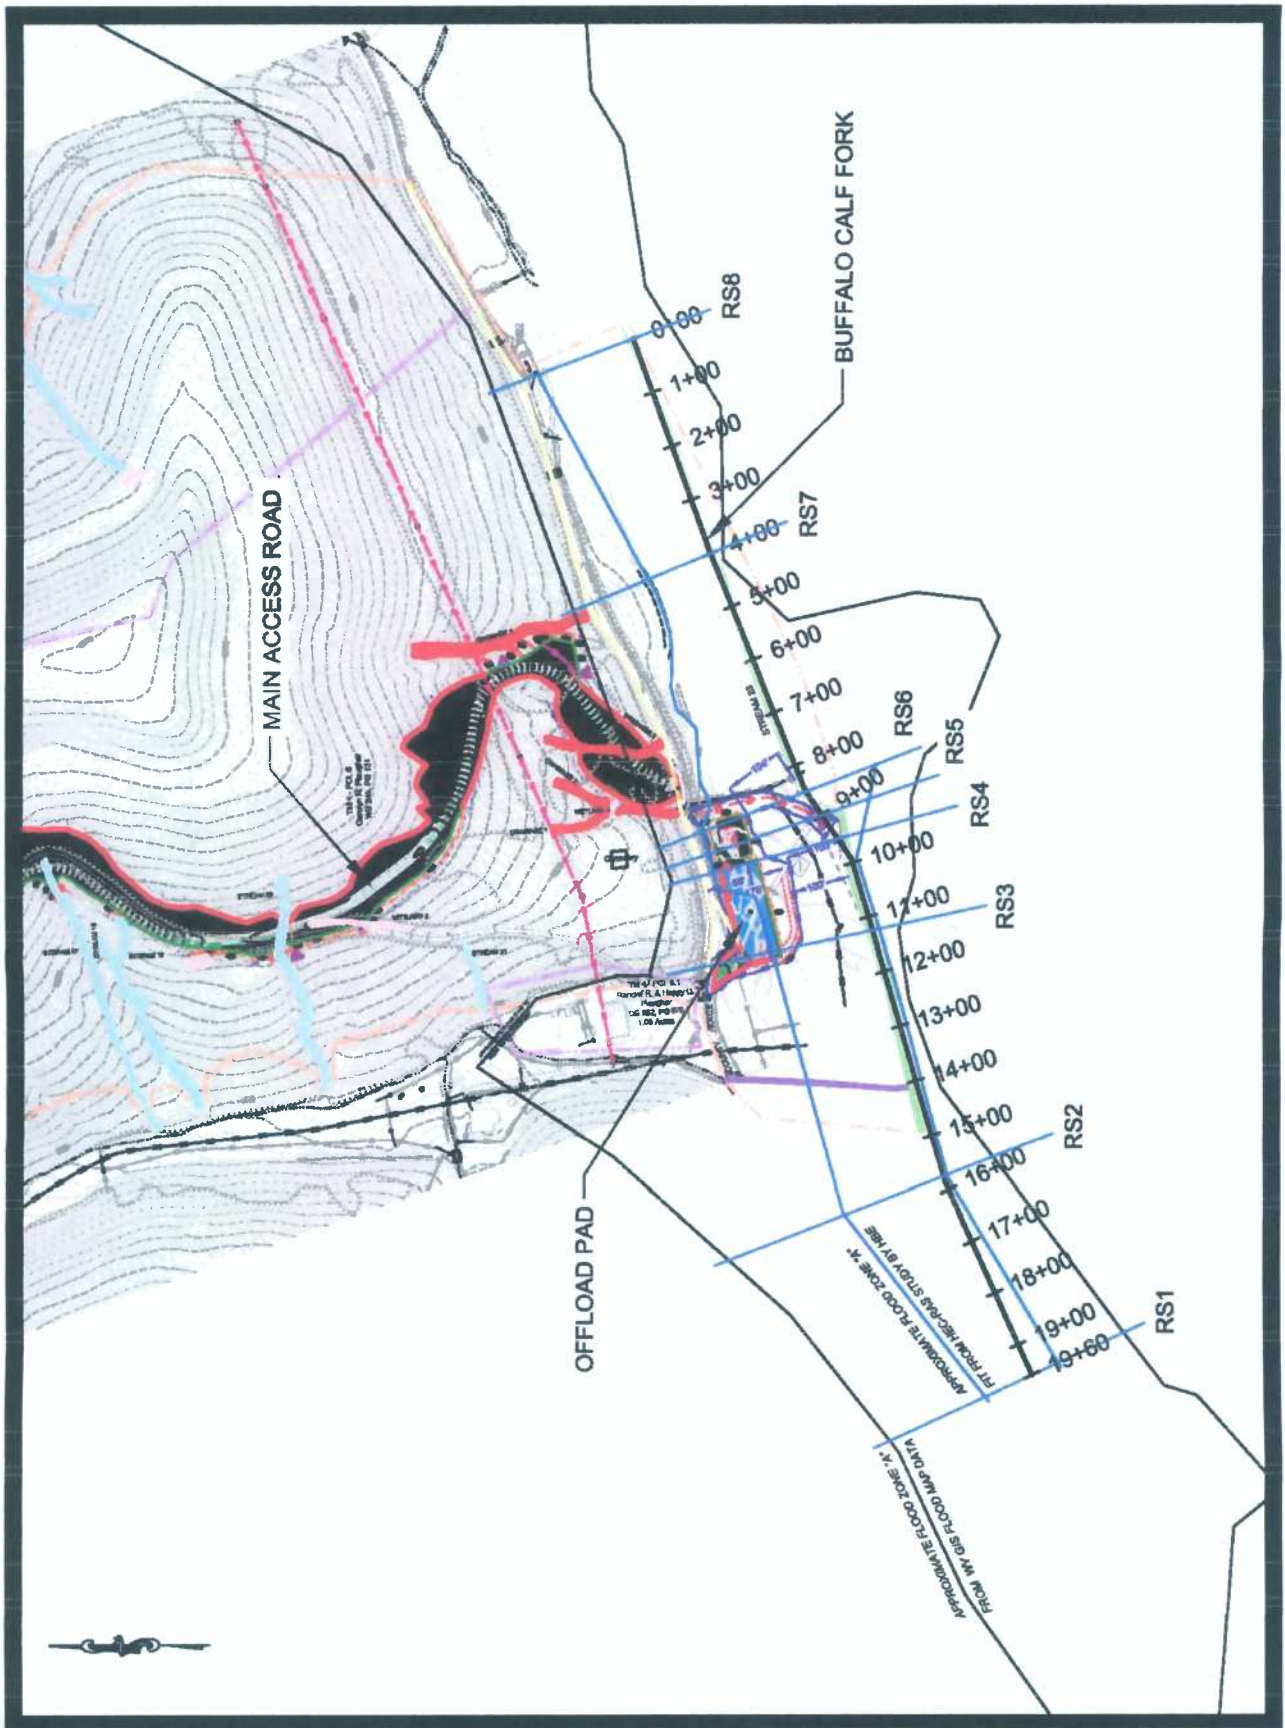 MAIN ACCESS ROAD
BUFFALO CALF FORK
OFFLOAD PAD
RS8
RS7
RS6
RS5
RS4
RS3
RS2
RS1
0+00
1+00
2+00
3+00
4+00
5+00
6+00
7+00
8+00
9+00
10+00
11+00
12+00
13+00
14+00
15+00
16+00
17+00
18+00
19+00
19+60
APPROXIMATE FLOOD ZONE "A"
FIT FROM HEC-RAS STUDY BY
APPROXIMATE FLOOD ZONE "A"
FROM WV GIS FLOOD MAP DATA